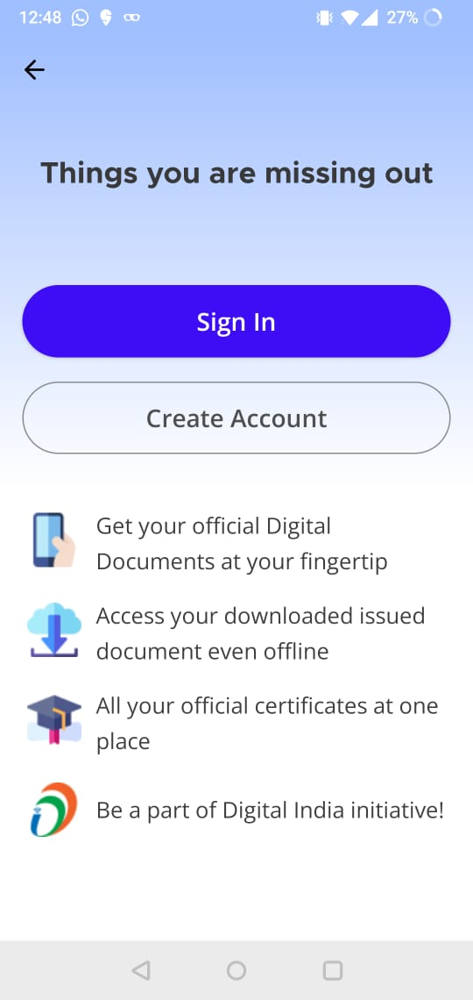 12:48
27%
Things you are missing out
Sign In
Create Account
Get your official Digital
Documents at your fingertip
Access your downloaded issued
document even offline
All your official certificates at one
place
Be a part of Digital India initiative!